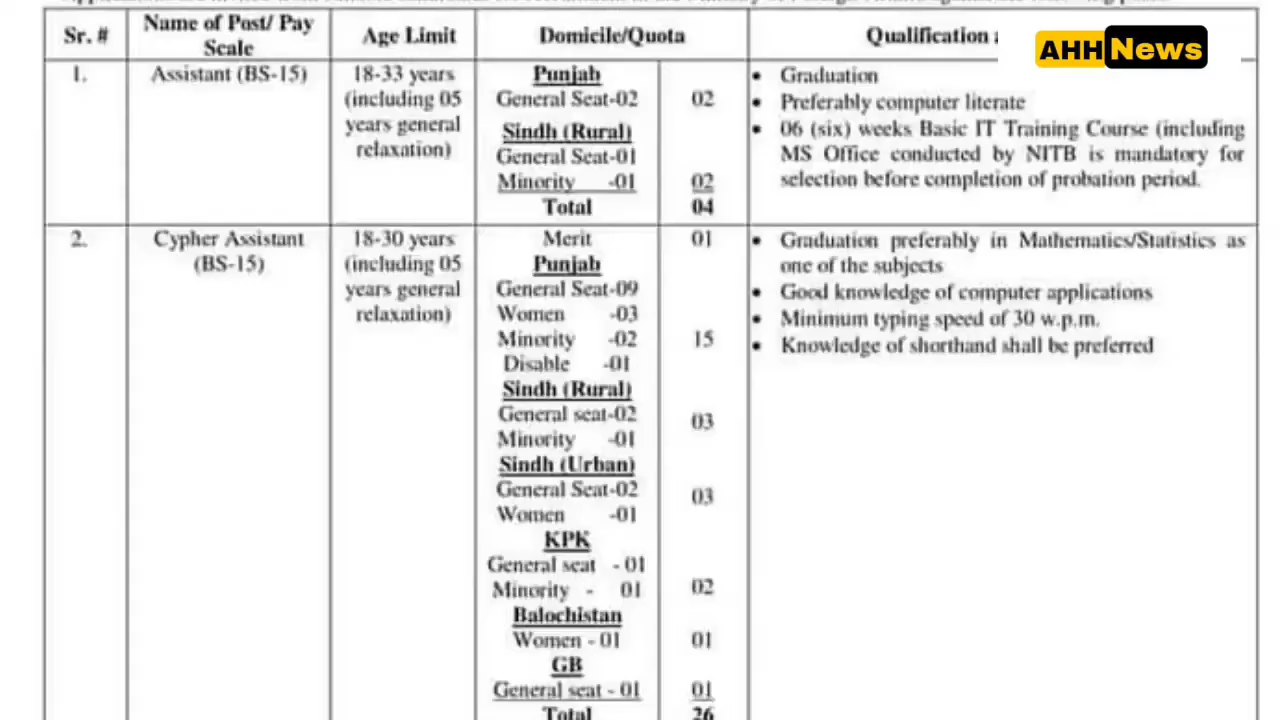 Sr. #
Name of Post/ Pay
Scale
Age Limit
Domicile/Quota
Qualification
AHH News
1.
Assistant (BS-15)
18-33 years
(including 05
years general
relaxation)
Punjab
General Seat-02 02
Sindh (Rural)
General Seat-01
Minority -01 02
Total 04
• Graduation
• Preferably computer literate
• 06 (six) weeks Basic IT Training Course (including
MS Office conducted by NITB is mandatory for
selection before completion of probation period.
2.
Cypher Assistant
(BS-15)
18-30 years
(including 05
years general
relaxation)
Merit 01
Punjab
General Seat-09
Women -03
Minority -02 15
Disable -01
Sindh (Rural)
General seat-02 03
Minority -01
Sindh (Urban)
General Seat-02 03
Women -01
KPK
General seat - 01
Minority - 01 02
Balochistan
Women - 01 01
GB
General seat - 01 01
Total 26
• Graduation preferably in Mathematics/Statistics as
one of the subjects
• Good knowledge of computer applications
• Minimum typing speed of 30 w.p.m.
• Knowledge of shorthand shall be preferred